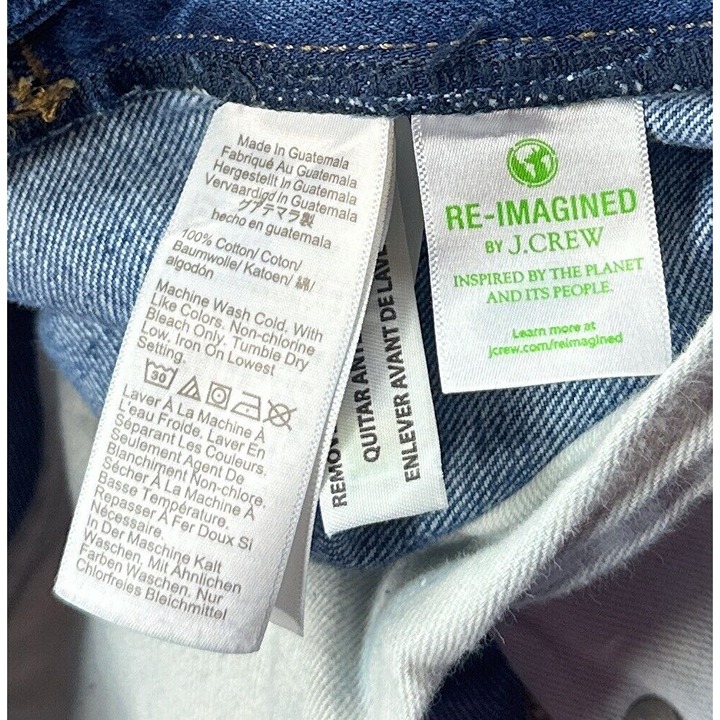 Made In Guatemala
Fabriqué Au Guatemala
Hergestellt In Guatemala
Vervaardigd In Guatemala
グアテマラ製
hecho en guatemala
100% Cotton/ Coton/
Baumwolle/ Katoen/ 綿/
algodón
Machine Wash Cold. With
Like Colors. Non-chlorine
Bleach Only. Tumble Dry
Low. Iron On Lowest
Setting.
30
Laver À La Machine À
L'eau Froide. Laver En
Séparant Les Couleurs.
Seulement Agent De
Blanchiment Non-chlore.
Sécher À La Machine À
Basse Température.
Repasser À Fer Doux Si
Nécessaire.
In Der Maschine Kalt
Waschen, Mit Ähnlichen
Farben Waschen. Nur
Chlorfreies Bleichmittel
QUITAR
ENLEVER AVANT DE
RE-IMAGINED
BY J.CREW
INSPIRED BY THE PLANET
AND ITS PEOPLE.
Learn more at
jcrew.com/reimagined